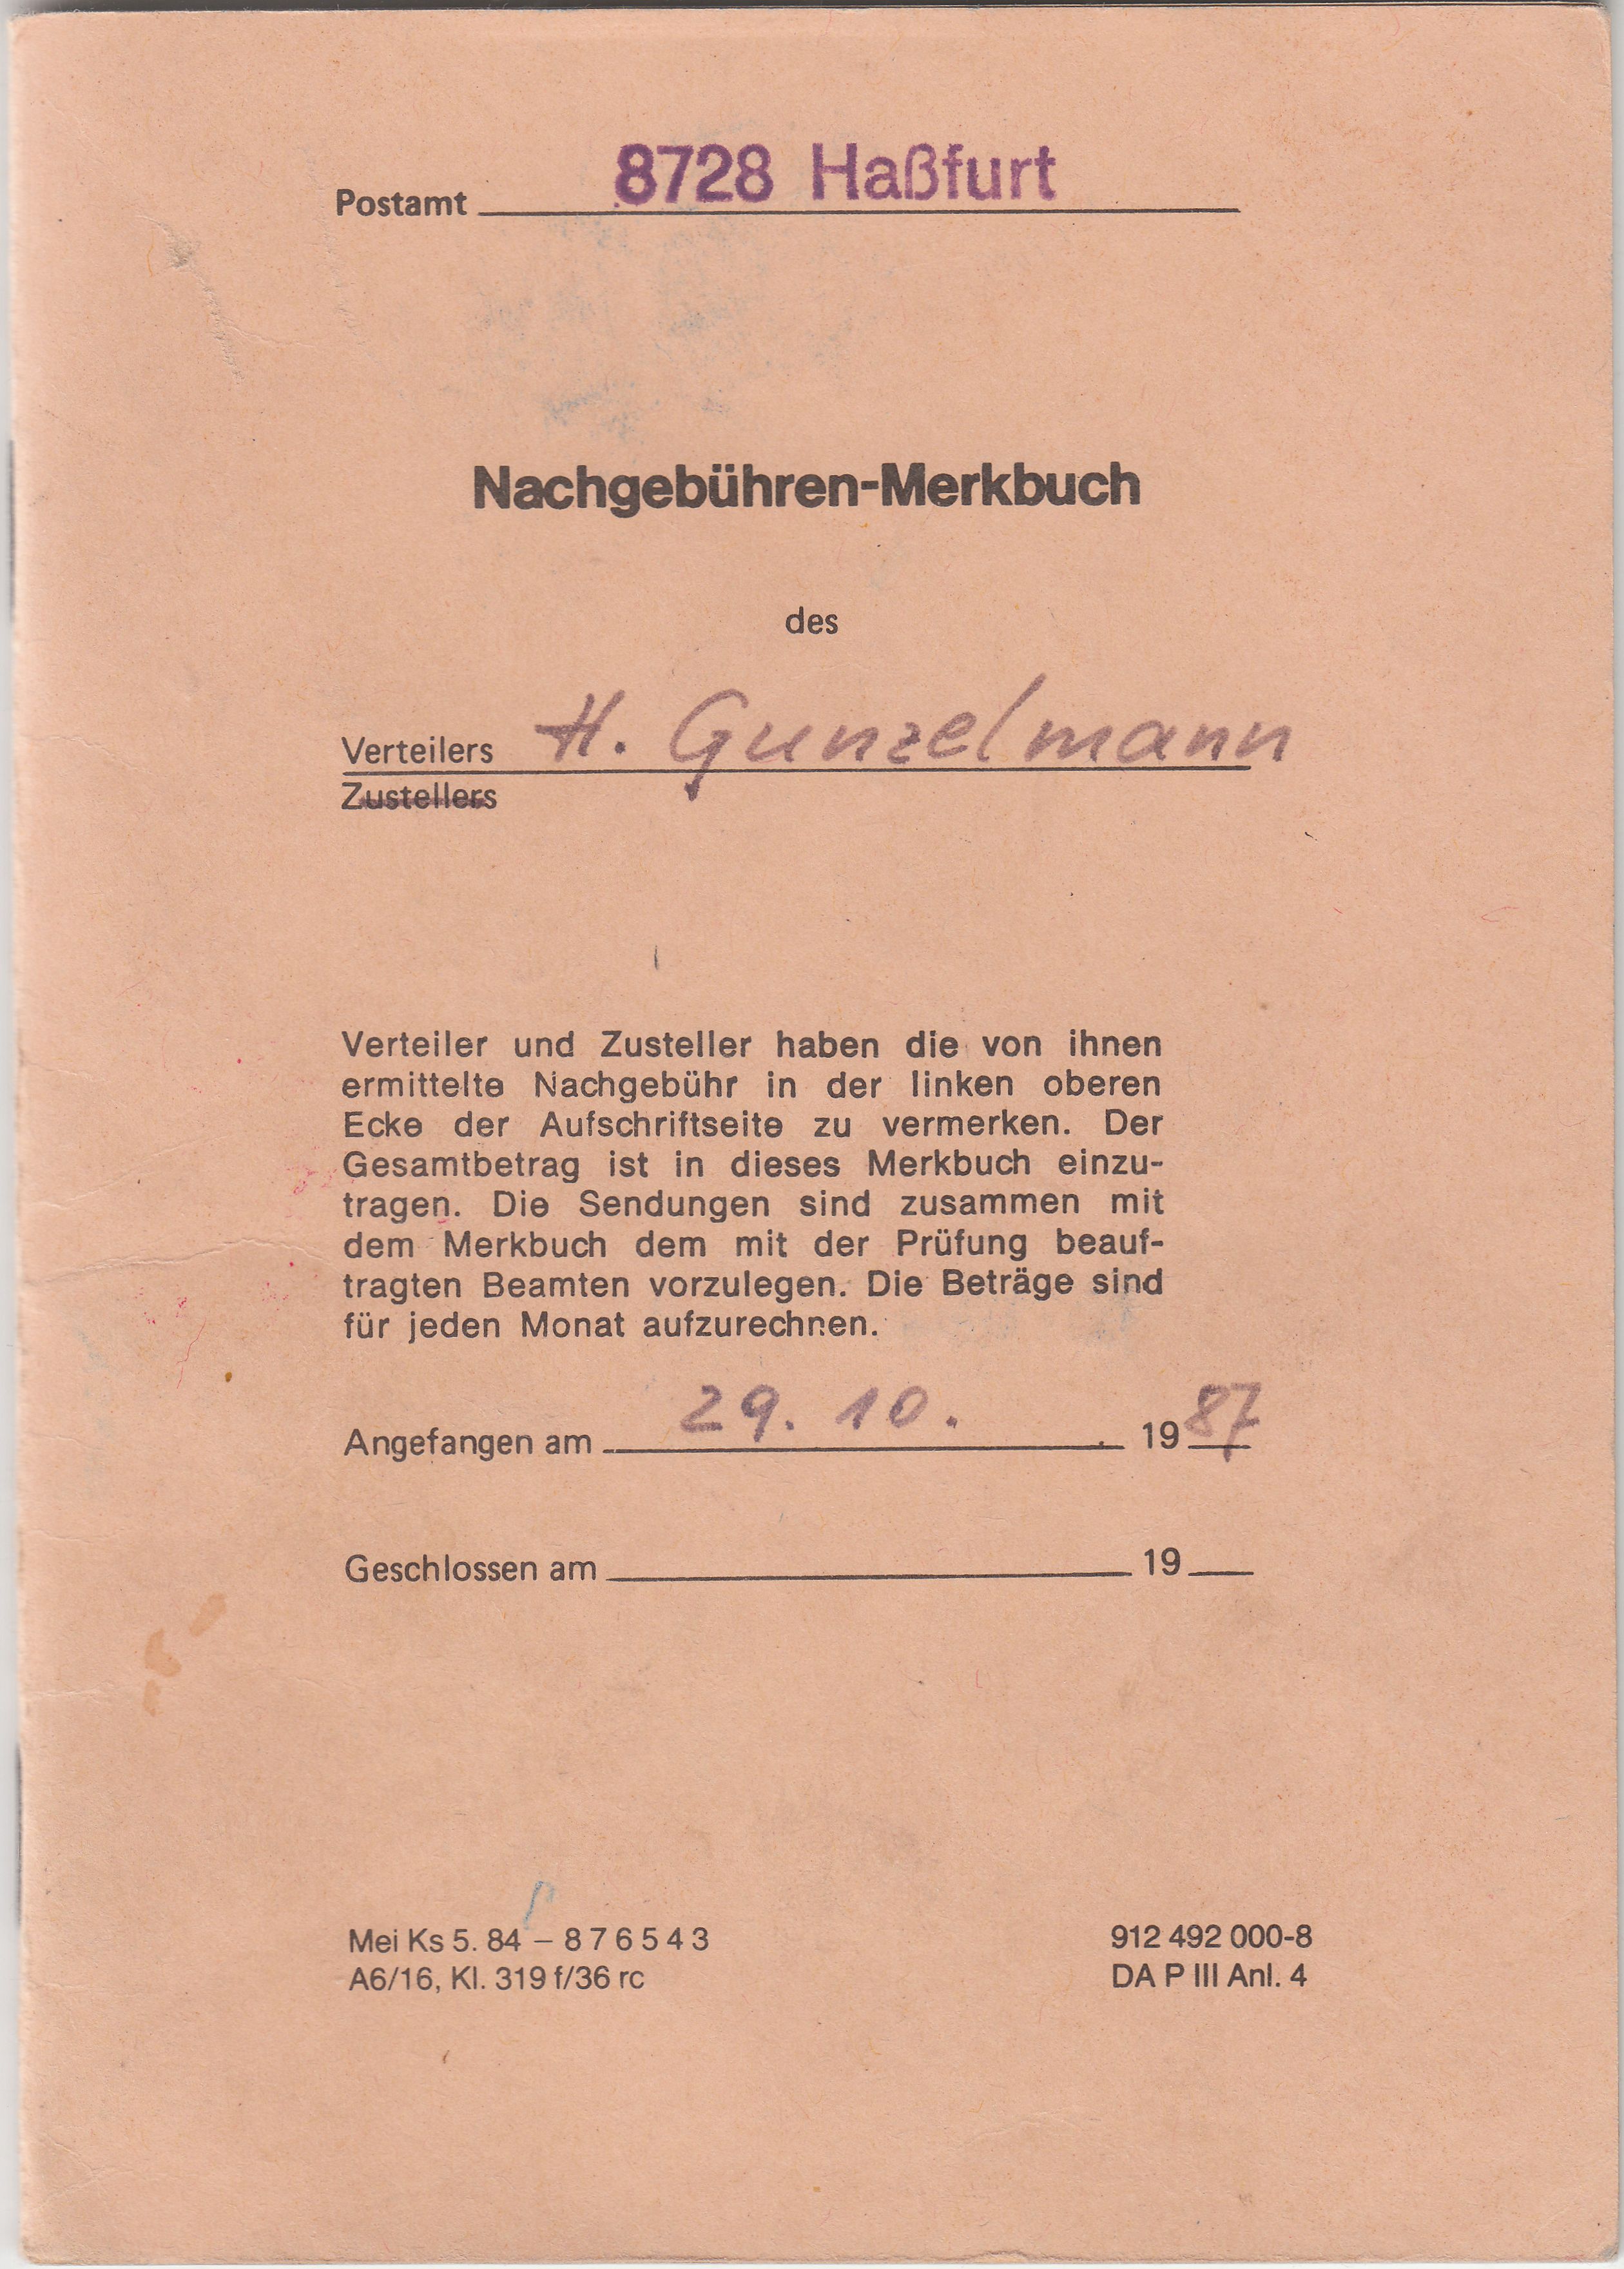 Postamt 8728 Haßfurt
Nachgebühren-Merkbuch
des
Verteilers H. Gunzelmann
Zustellers
Verteiler und Zusteller haben die von ihnen
ermittelte Nachgebühr in der linken oberen
Ecke der Aufschriftseite zu vermerken. Der
Gesamtbetrag ist in dieses Merkbuch einzu-
tragen. Die Sendungen sind zusammen mit
dem Merkbuch dem mit der Prüfung beauf-
tragten Beamten vorzulegen. Die Beträge sind
für jeden Monat aufzurechnen.
Angefangen am 29. 10. 1987
Geschlossen am 19
Mei Ks 5. 84 – 8 7 6 5 4 3
A6/16, Kl. 319 f/36 rc
912 492 000-8
DA P III Anl. 4